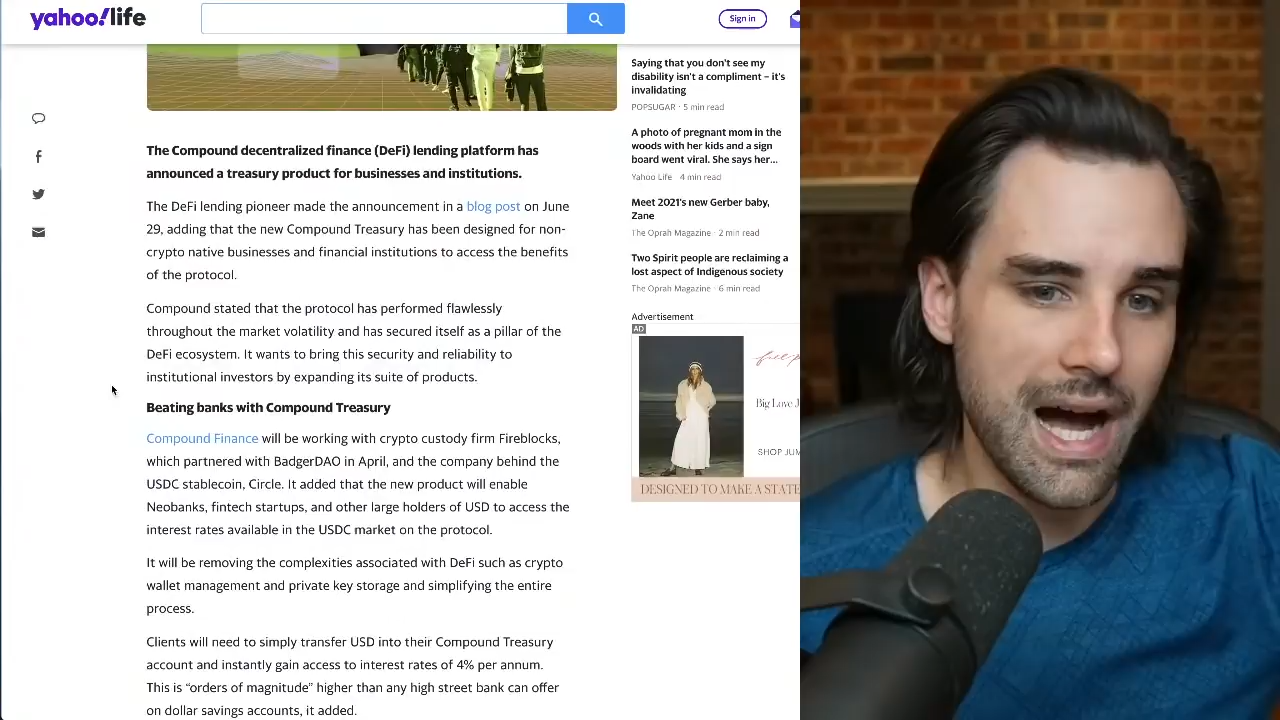 yahoo!life
Sign in
The Compound decentralized finance (DeFi) lending platform has
announced a treasury product for businesses and institutions.
The DeFi lending pioneer made the announcement in a blog post on June
29, adding that the new Compound Treasury has been designed for non-
crypto native businesses and financial institutions to access the benefits
of the protocol.
Compound stated that the protocol has performed flawlessly
throughout the market volatility and has secured itself as a pillar of the
DeFi ecosystem. It wants to bring this security and reliability to
institutional investors by expanding its suite of products.
Beating banks with Compound Treasury
Compound Finance will be working with crypto custody firm Fireblocks,
which partnered with BadgerDAO in April, and the company behind the
USDC stablecoin, Circle. It added that the new product will enable
Neobanks, fintech startups, and other large holders of USD to access the
interest rates available in the USDC market on the protocol.
It will be removing the complexities associated with DeFi such as crypto
wallet management and private key storage and simplifying the entire
process.
Clients will need to simply transfer USD into their Compound Treasury
account and instantly gain access to interest rates of 4% per annum.
This is “orders of magnitude” higher than any high street bank can offer
on dollar savings accounts, it added.
Saying that you don't see my
disability isn't a compliment – it's
invalidating
POPSUGAR · 5 min read
A photo of pregnant mom in the
woods with her kids and a sign
board went viral. She says her...
Yahoo Life · 4 min read
Meet 2021's new Gerber baby,
Zane
The Oprah Magazine · 2 min read
Two Spirit people are reclaiming a
lost aspect of Indigenous society
The Oprah Magazine · 6 min read
Advertisement
AD
Big Love J
SHOP JUM
DESIGNED TO MAKE A STATE